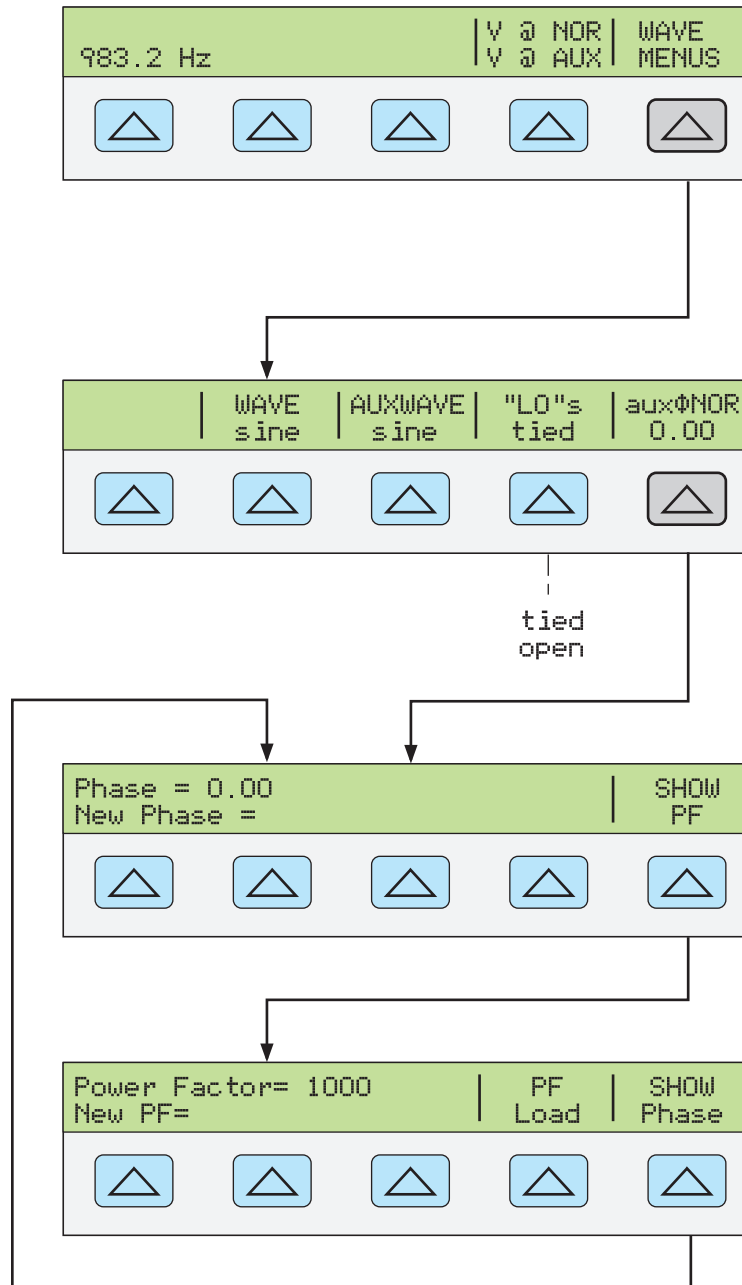 983.2 Hz
V @ NOR
V @ AUX
WAVE
MENUS
WAVE
sine
AUXWAVE
sine
"LO"s
tied
auxΦNOR
0.00
tied
open
Phase = 0.00
New Phase =
SHOW
PF
Power Factor= 1000
New PF=
PF
Load
SHOW
Phase